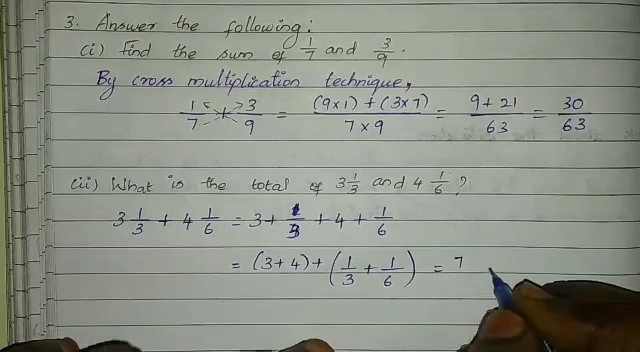 3. Answer the following:
(i) Find the sum of 1/7 and 3/9.
By cross multiplication technique,
1/7 + 3/9 = (9×1) + (3×7) / 7×9 = 9+21 / 63 = 30/63
(ii) What is the total of 3 1/3 and 4 1/6?
3 1/3 + 4 1/6 = 3 + 1/3 + 4 + 1/6
= (3+4) + (1/3 + 1/6) = 7